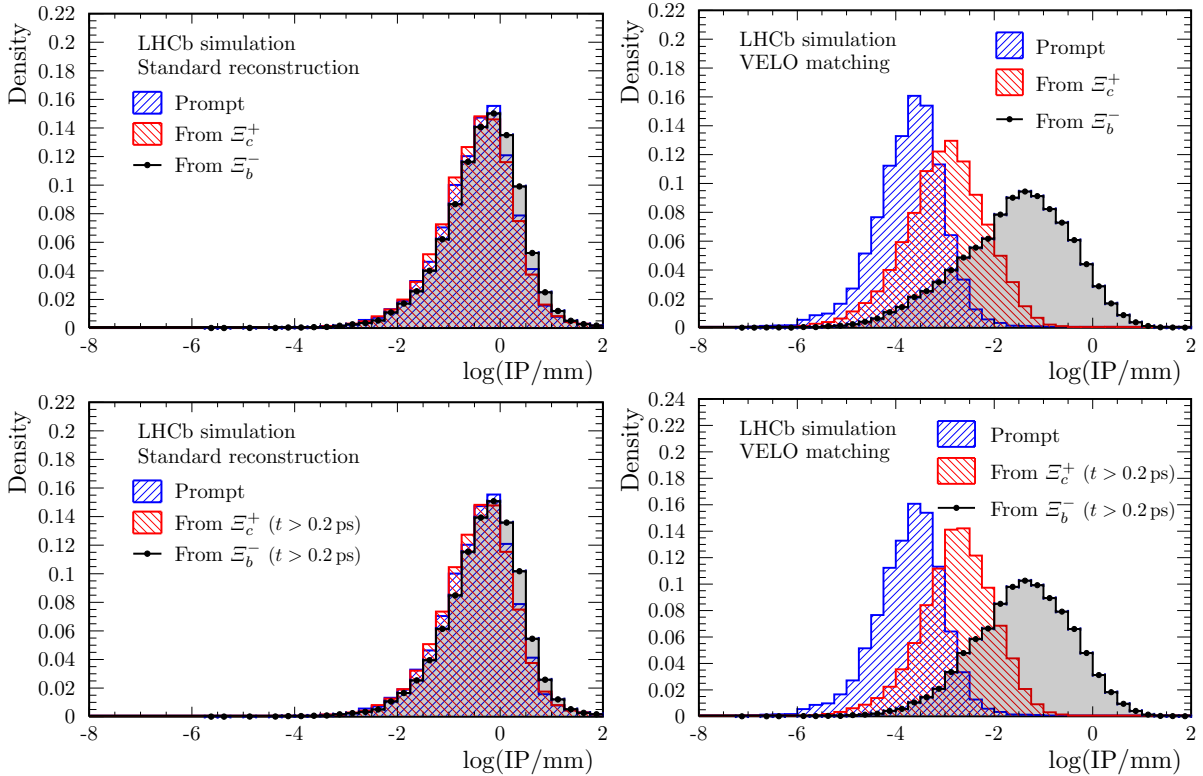 Density
0.22
0.2
0.18
0.16
0.14
0.12
0.1
0.08
0.06
0.04
0.02
0
LHCb simulation
Standard reconstruction
Prompt
From Ξc+
From Ξb−
-8 -6 -4 -2 0 2
log(IP/mm)
Density
0.22
0.2
0.18
0.16
0.14
0.12
0.1
0.08
0.06
0.04
0.02
0
LHCb simulation
VELO matching
Prompt
From Ξc+
From Ξb−
-8 -6 -4 -2 0 2
log(IP/mm)
Density
0.22
0.2
0.18
0.16
0.14
0.12
0.1
0.08
0.06
0.04
0.02
0
LHCb simulation
Standard reconstruction
Prompt
From Ξc+ (t > 0.2 ps)
From Ξb− (t > 0.2 ps)
-8 -6 -4 -2 0 2
log(IP/mm)
Density
0.24
0.22
0.2
0.18
0.16
0.14
0.12
0.1
0.08
0.06
0.04
0.02
0
LHCb simulation
VELO matching
Prompt
From Ξc+ (t > 0.2 ps)
From Ξb− (t > 0.2 ps)
-8 -6 -4 -2 0 2
log(IP/mm)